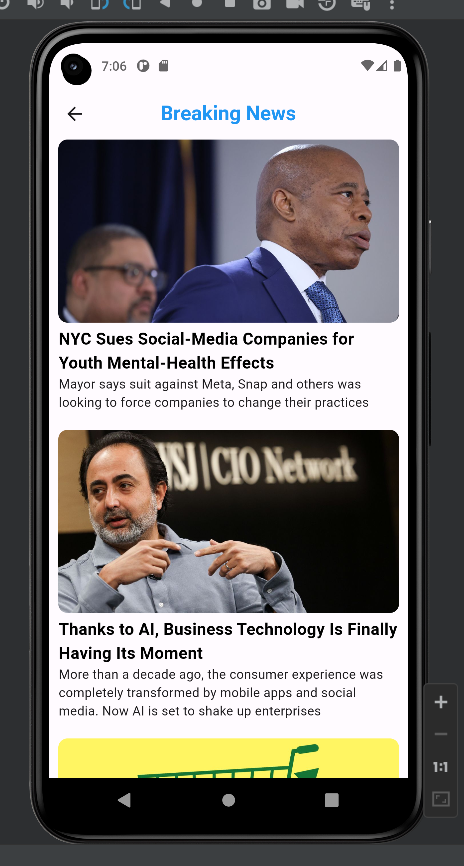 7:06
Breaking News
NYC Sues Social-Media Companies for
Youth Mental-Health Effects
Mayor says suit against Meta, Snap and others was
looking to force companies to change their practices
WSJ | CIO Network
Thanks to AI, Business Technology Is Finally
Having Its Moment
More than a decade ago, the consumer experience was
completely transformed by mobile apps and social
media. Now AI is set to shake up enterprises
1:1